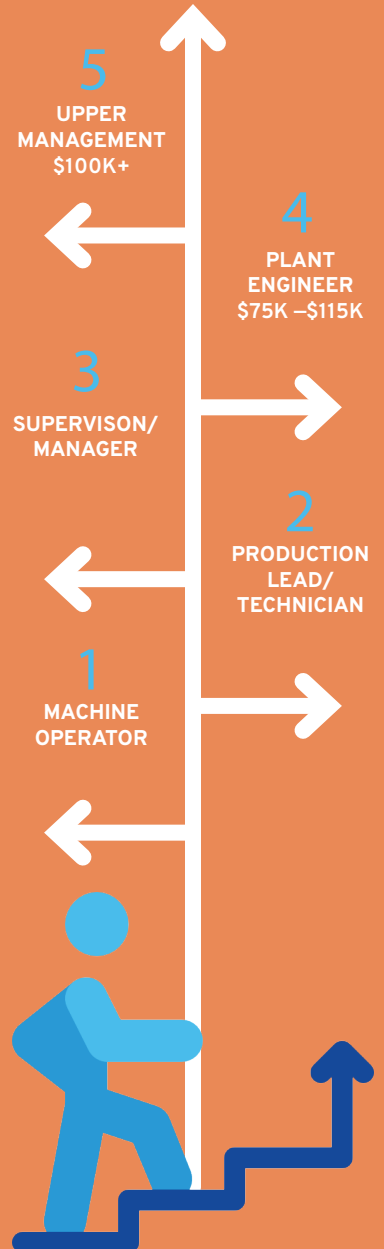 5
UPPER
MANAGEMENT
$100K+
4
PLANT
ENGINEER
$75K —$115K
3
SUPERVISON/
MANAGER
2
PRODUCTION
LEAD/
TECHNICIAN
1
MACHINE
OPERATOR